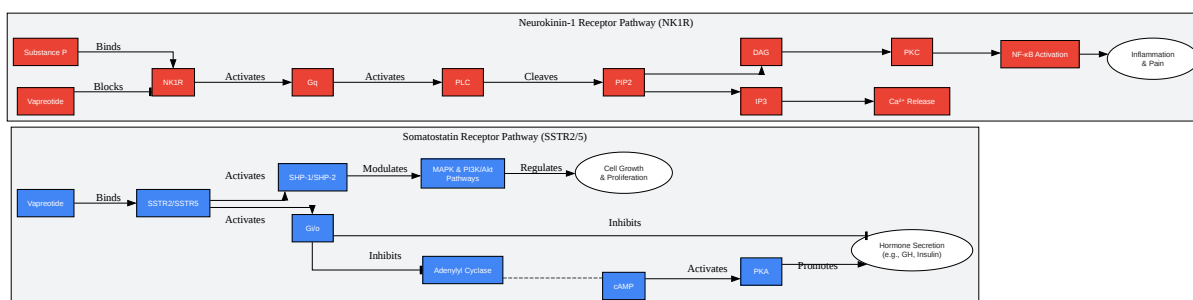 Neurokinin-1 Receptor Pathway (NK1R)
Substance P
Binds
Vapreotide
Blocks
NK1R
Activates
Gq
Activates
PLC
Cleaves
PIP2
DAG
PKC
NF-κB Activation
Inflammation
& Pain
IP3
Ca²⁺ Release
Somatostatin Receptor Pathway (SSTR2/5)
Vapreotide
Binds
SSTR2/SSTR5
Activates
SHP-1/SHP-2
Modulates
MAPK & PI3K/Akt
Pathways
Regulates
Cell Growth
& Proliferation
Activates
Gi/o
Inhibits
Hormone Secretion
(e.g., GH, Insulin)
Inhibits
Adenylyl Cyclase
cAMP
Activates
PKA
Promotes